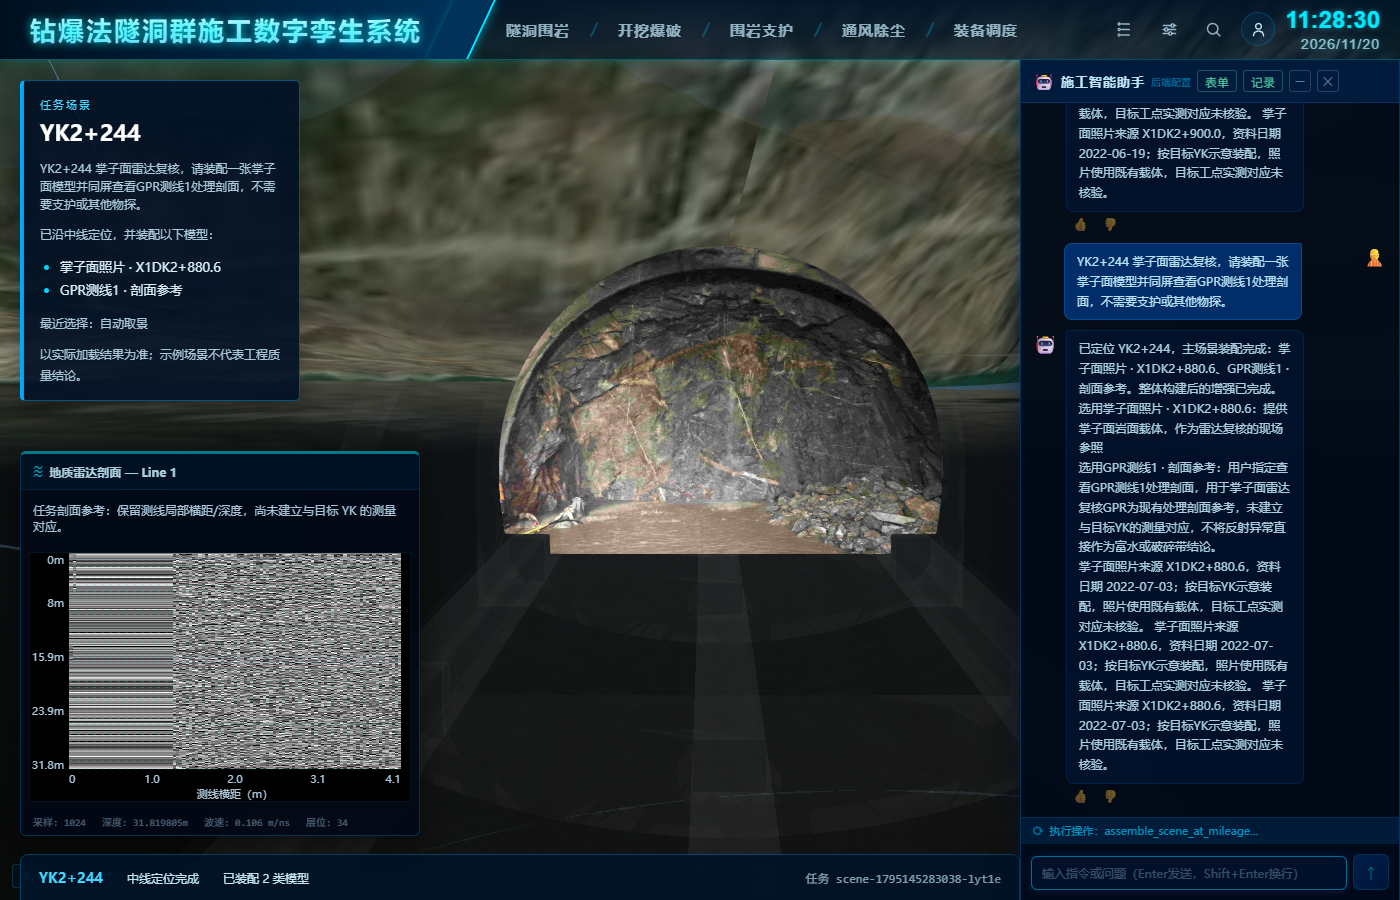 钻爆法隧洞群施工数字孪生系统
隧洞围岩 / 开挖爆破 / 围岩支护 / 通风除尘 / 装备调度
11:28:30
2026/11/20
任务场景
YK2+244
YK2+244 掌子面雷达复核，请装配一张掌子
面模型并同屏查看GPR测线1处理剖面，不需
要支护或其他物探。
已沿中线定位，并装配以下模型：
掌子面照片 · X1DK2+880.6
GPR测线1 · 剖面参考
最近选择：自动取景
以实际加载结果为准；示例场景不代表工程质
量结论。
地质雷达剖面 — Line 1
任务剖面参考：保留测线局部横距/深度，尚未建立与目标 YK 的测量
对应。
0m
8m
15.9m
23.9m
31.8m
0 1.0 2.0 3.1 4.1
测线横距（m）
采样: 1024 深度: 31.819805m 波速: 0.106 m/ns 层位: 34
YK2+244 中线定位完成 已装配 2 类模型 任务 scene-1795145283038-1yt1e
施工智能助手 后端配置 表单 记录
载体，目标工点实测对应未核验。 掌子
面照片来源 X1DK2+900.0，资料日期
2022-06-19；按目标YK示意装配，照
片使用既有载体，目标工点实测对应未
核验。
YK2+244 掌子面雷达复核，请装配一张
掌子面模型并同屏查看GPR测线1处理剖
面，不需要支护或其他物探。
已定位 YK2+244，主场景装配完成：掌
子面照片 · X1DK2+880.6、GPR测线1 ·
剖面参考。整体构建后的增强已完成。
选用掌子面照片 · X1DK2+880.6：提供
掌子面岩面载体，作为雷达复核的现场
参照
选用GPR测线1 · 剖面参考：用户指定查
看GPR测线1处理剖面，用于掌子面雷达
复核GPR为现有处理剖面参考，未建立
与目标YK的测量对应，不将反射异常直
接作为富水或破碎带结论。
掌子面照片来源 X1DK2+880.6，资料
日期 2022-07-03；按目标YK示意装
配，照片使用既有载体，目标工点实测
对应未核验。 掌子面照片来源
X1DK2+880.6，资料日期 2022-07-
03；按目标YK示意装配，照片使用既有
载体，目标工点实测对应未核验。 掌子
面照片来源 X1DK2+880.6，资料日期
2022-07-03；按目标YK示意装配，照
片使用既有载体，目标工点实测对应未
核验。
执行操作：assemble_scene_at_mileage...
输入指令或问题（Enter发送，Shift+Enter换行）